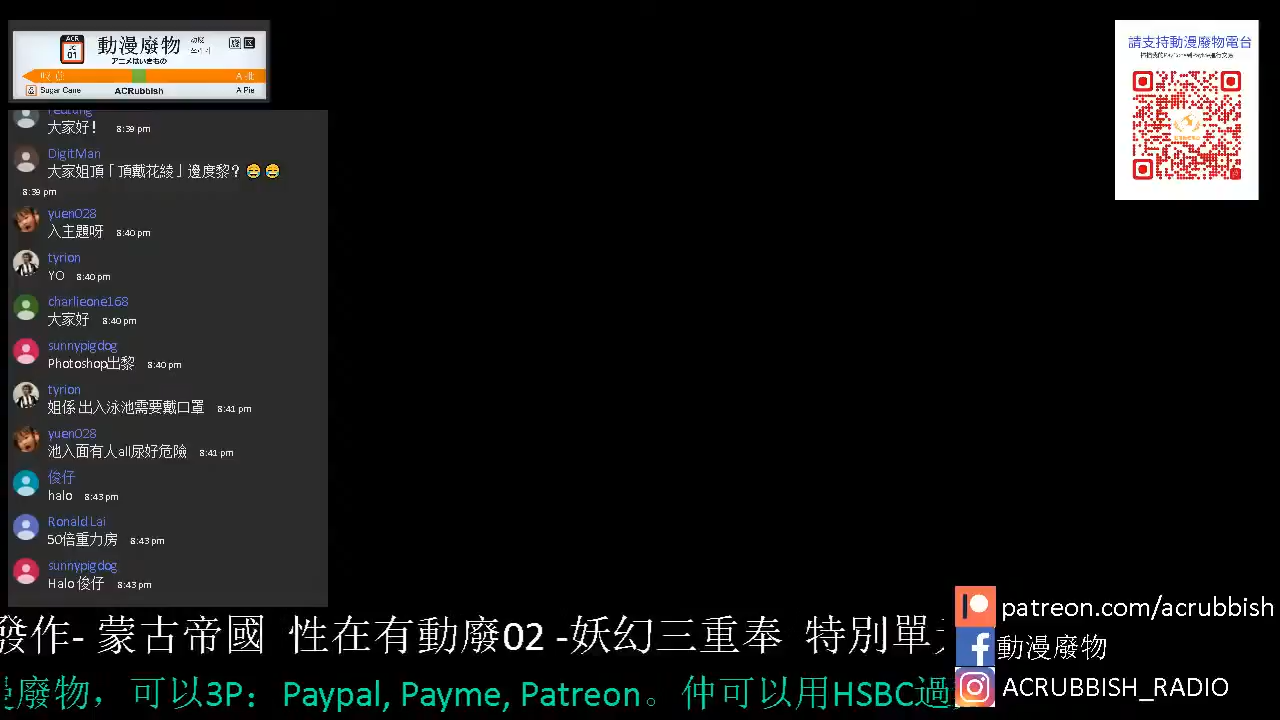 ACR
01
動漫廢物
アニメはいきもの
Sugar Cane
ACRubbish
A Pie
請支持動漫廢物電台
大家好！ 8:39 pm
DigitMan
大家姐頂「頂戴花綾」邊度黎？😂😂
8:39 pm
yuen028
入主題呀 8:40 pm
tyrion
YO 8:40 pm
charlieone168
大家好 8:40 pm
sunnypigdog
Photoshop出黎 8:40 pm
tyrion
姐係 出入泳池需要戴口罩 8:41 pm
yuen028
池入面有人all尿好危險 8:41 pm
俊仔
halo 8:43 pm
Ronald Lai
50倍重力房 8:43 pm
sunnypigdog
Halo 俊仔 8:43 pm
發作- 蒙古帝國 性在有動廢02 -妖幻三重奉 特別單
廢物，可以3P：Paypal, Payme, Patreon。仲可以用HSBC過
patreon.com/acrubbish
動漫廢物
ACRUBBISH_RADIO